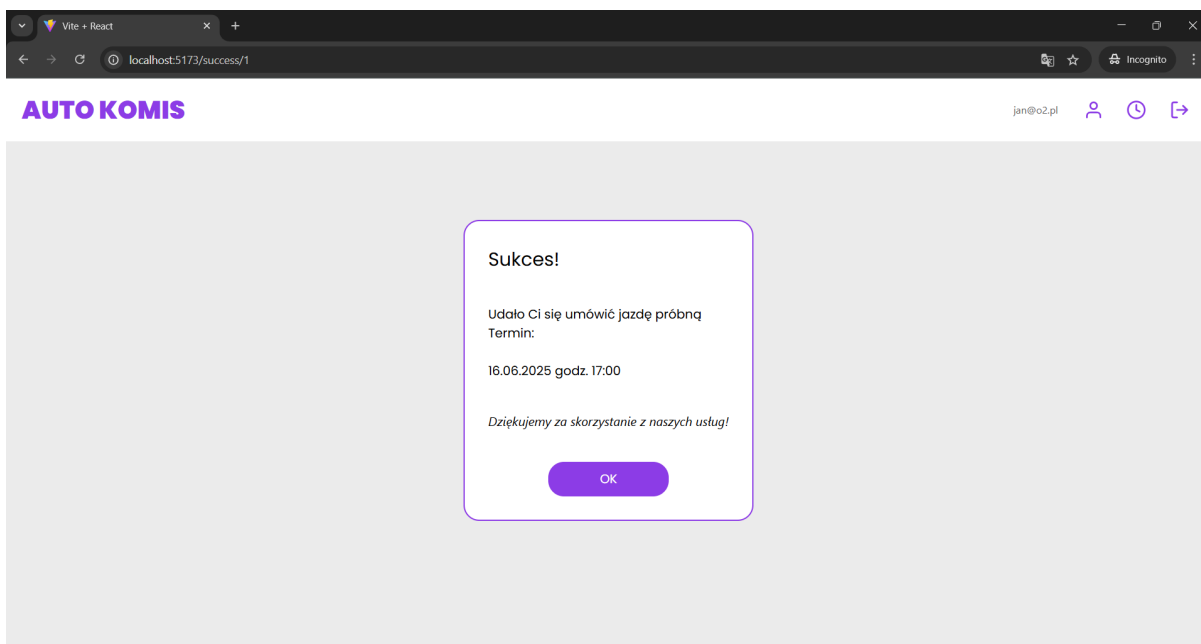 Vite + React
localhost:5173/success/1
Incognito
AUTO KOMIS
jan@o2.pl
Sukces!
Udało Ci się umówić jazdę próbną
Termin:
16.06.2025 godz. 17:00
Dziękujemy za skorzystanie z naszych usług!
OK